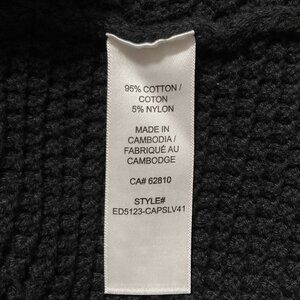 95% COTTON /
COTON
5% NYLON
MADE IN
CAMBODIA /
FABRIQUÉ AU
CAMBODGE
CA# 62810
STYLE#
ED5123-CAPSLV41